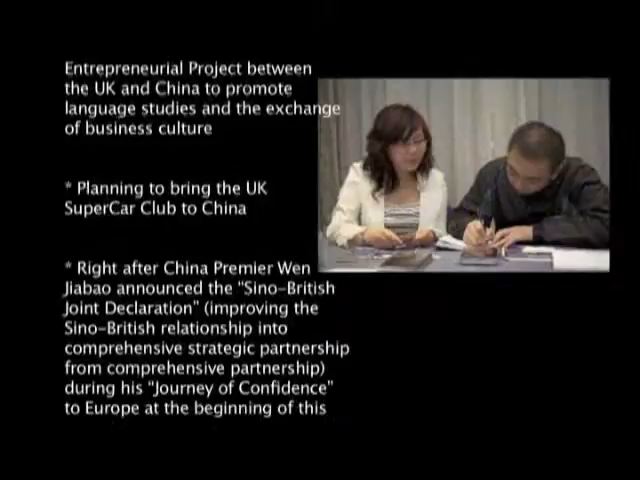 Entrepreneurial Project between
the UK and China to promote
language studies and the exchange
of business culture
* Planning to bring the UK
SuperCar Club to China
* Right after China Premier Wen
Jiabao announced the "Sino-British
Joint Declaration" (improving the
Sino-British relationship into
comprehensive strategic partnership
from comprehensive partnership)
during his "Journey of Confidence"
to Europe at the beginning of this